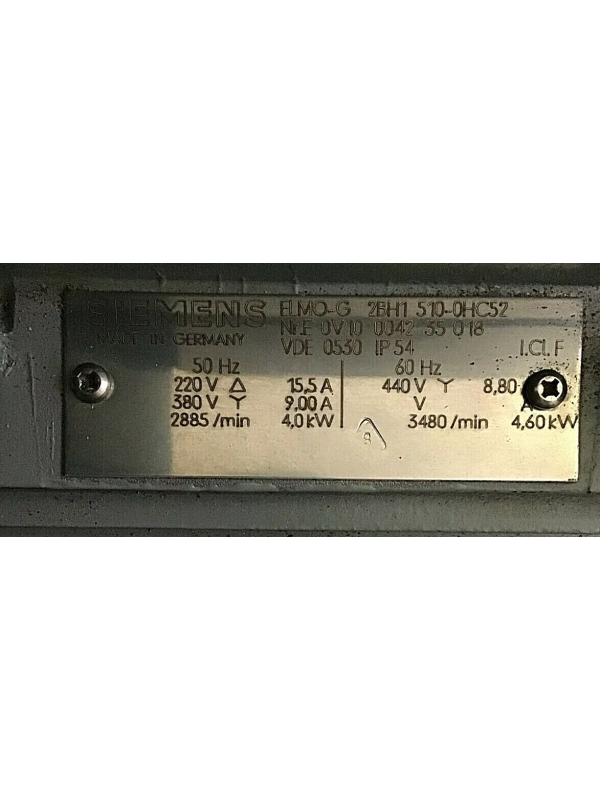 SIEMENS ELMO-G 2BH1 510-0HC52
MADE IN GERMANY Nr.E 0V10 0042 35 018
VDE 0530 IP 54 I.Cl. F
50 Hz 60 Hz
220 V △ 15,5 A 440 V Y 8,80
380 V Y 9,00 A V A
2885/min 4,0 kW 3480/min 4,60 kW